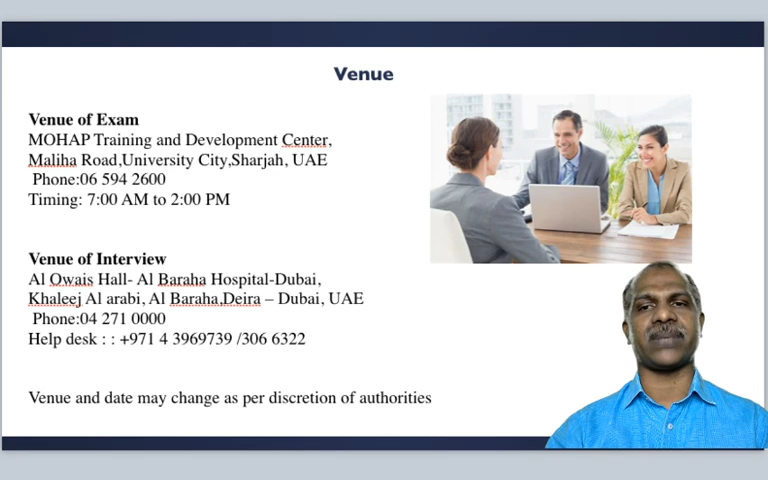 Venue
Venue of Exam
MOHAP Training and Development Center,
Maliha Road,University City,Sharjah, UAE
Phone:06 594 2600
Timing: 7:00 AM to 2:00 PM
Venue of Interview
Al Owais Hall- Al Baraha Hospital-Dubai,
Khaleej Al arabi, Al Baraha,Deira – Dubai, UAE
Phone:04 271 0000
Help desk : : +971 4 3969739 /306 6322
Venue and date may change as per discretion of authorities